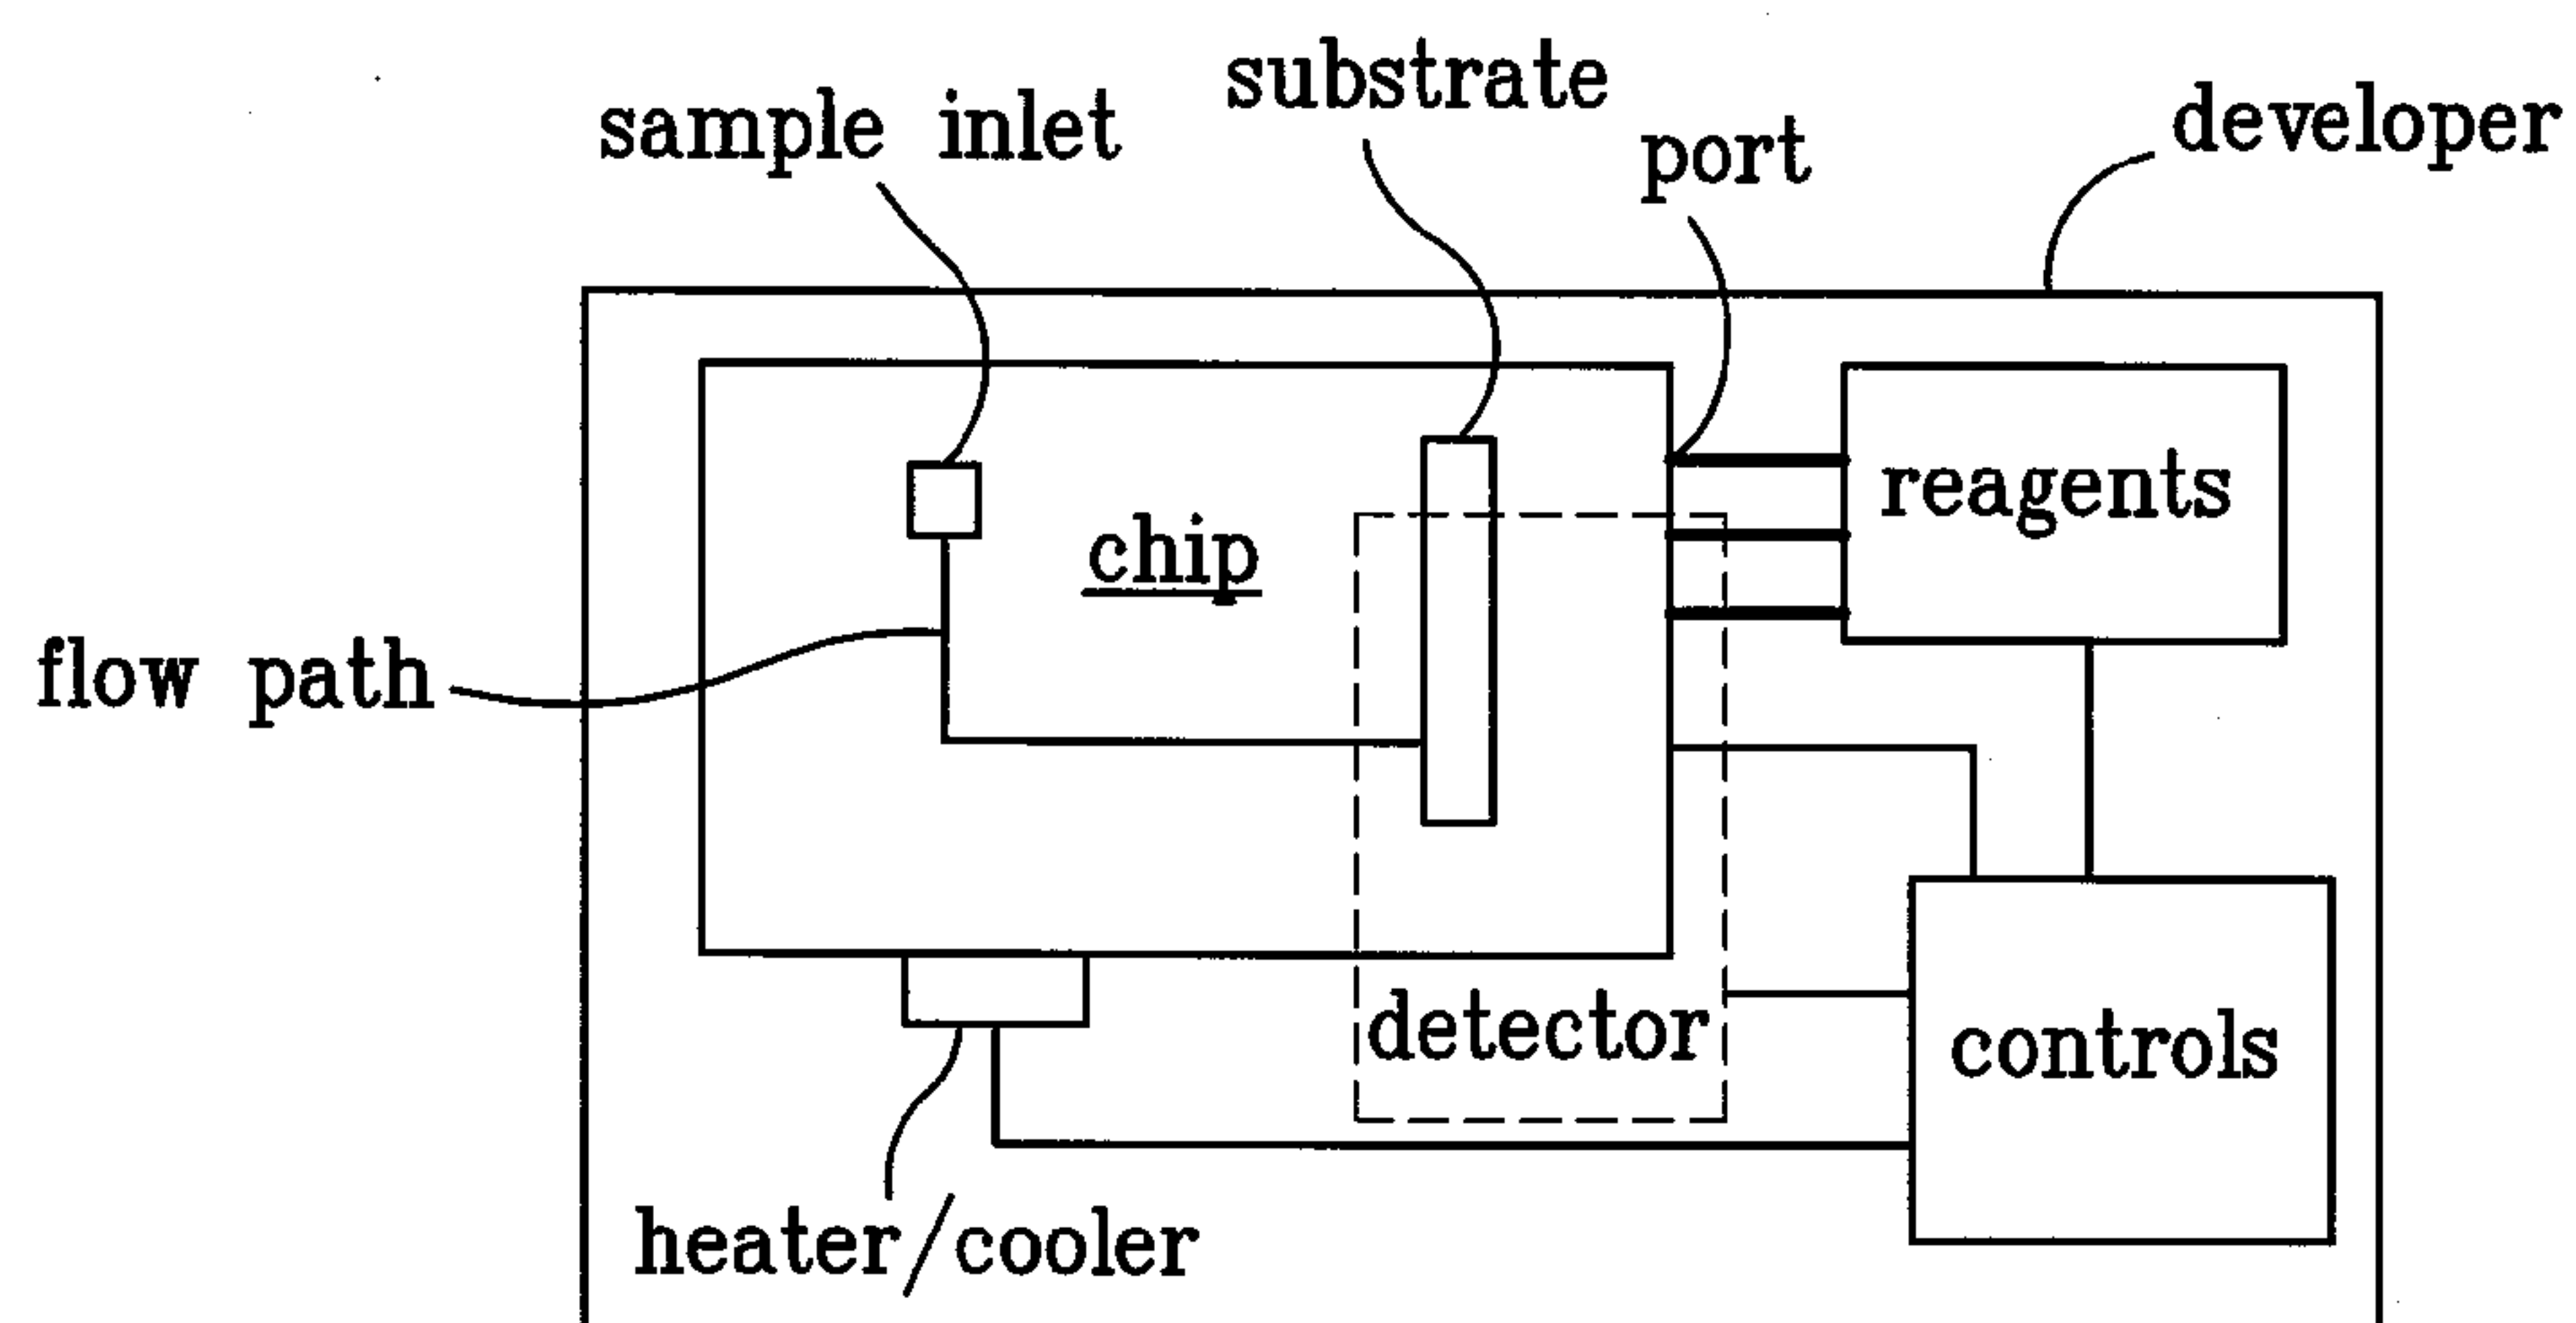 substrate
sample inlet
developer
port
reagents
chip
flow path
detector
controls
heater/cooler